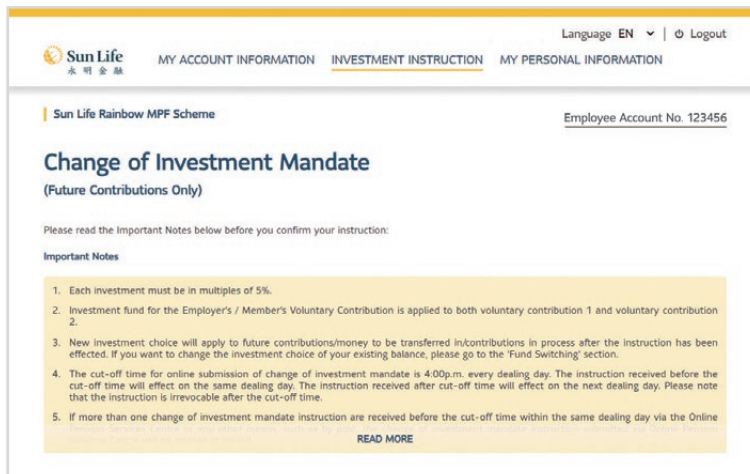 Language EN | Logout
Sun Life
永明金融
MY ACCOUNT INFORMATION INVESTMENT INSTRUCTION MY PERSONAL INFORMATION
Sun Life Rainbow MPF Scheme
Employee Account No. 123456
Change of Investment Mandate
(Future Contributions Only)
Please read the Important Notes below before you confirm your instruction:
Important Notes
1. Each investment must be in multiples of 5%.
2. Investment fund for the Employer's / Member's Voluntary Contribution is applied to both voluntary contribution 1 and voluntary contribution
2.
3. New investment choice will apply to future contributions/money to be transferred in/contributions in process after the instruction has been
effected. If you want to change the investment choice of your existing balance, please go to the 'Fund Switching' section.
4. The cut-off time for online submission of change of investment mandate is 4:00p.m. every dealing day. The instruction received before the
cut-off time will effect on the same dealing day. The instruction received after cut-off time will effect on the next dealing day. Please note
that the instruction is irrevocable after the cut-off time.
5. If more than one change of investment mandate instruction are received before the cut-off time within the same dealing day via the Online
READ MORE